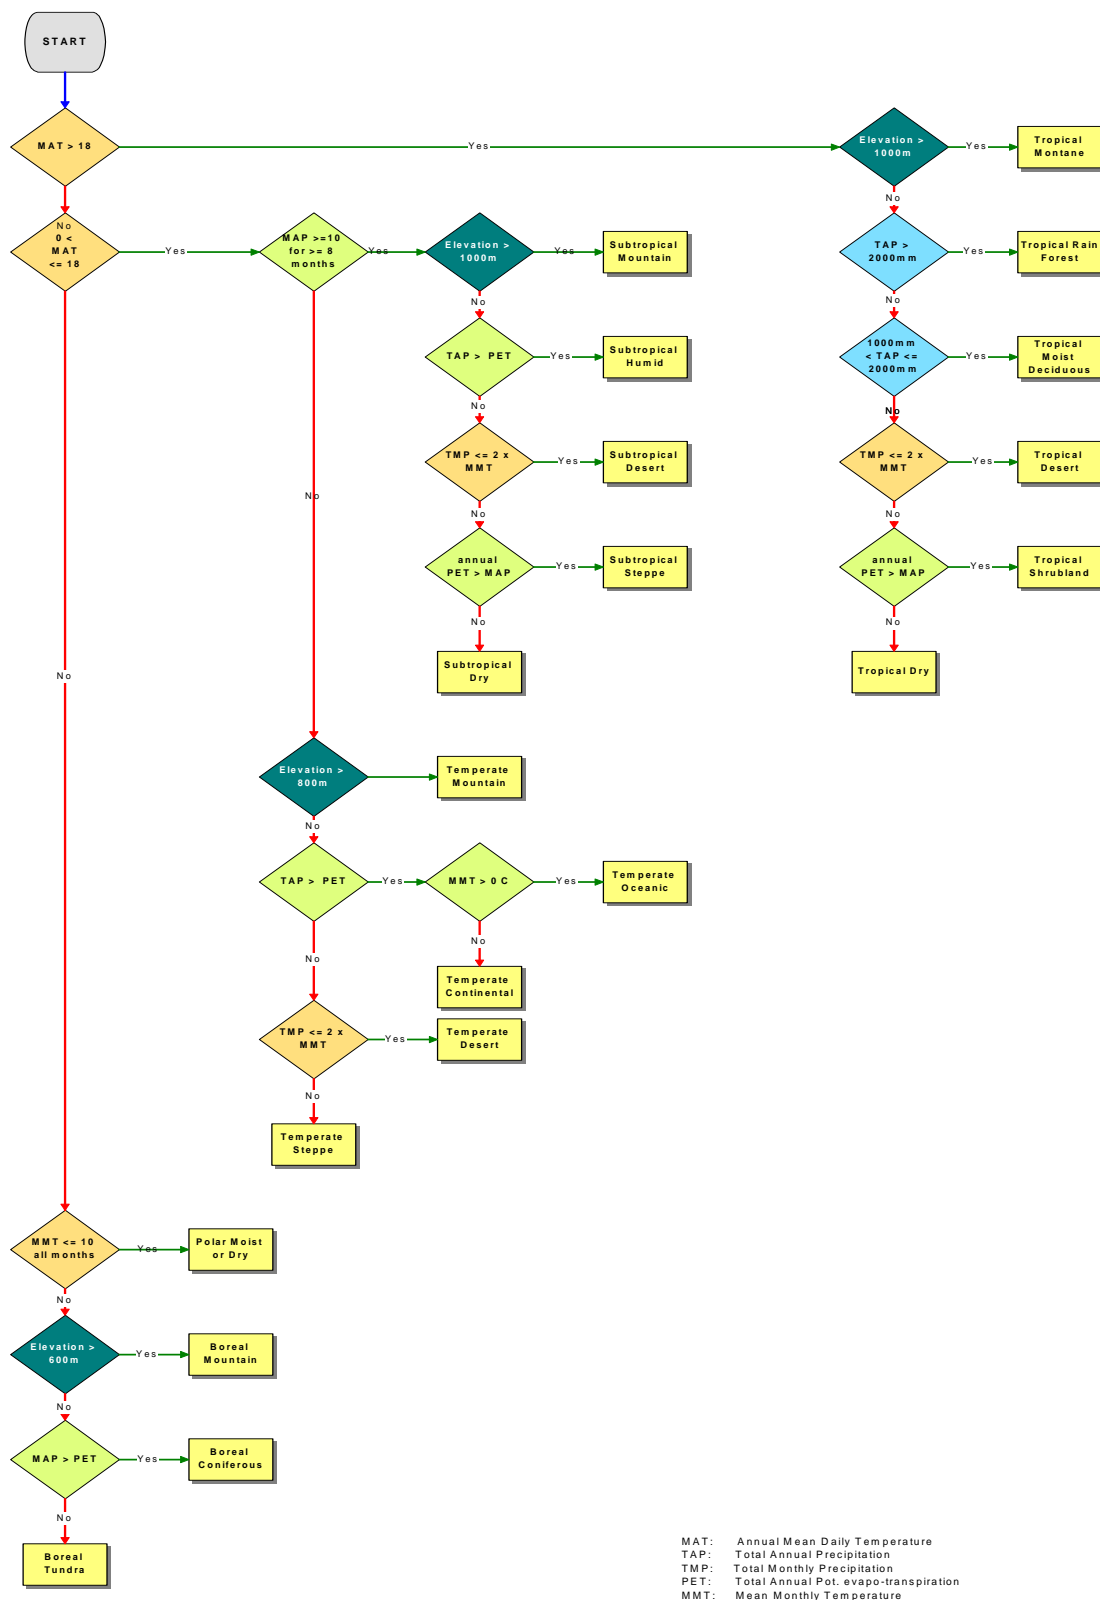 START
MAT > 18
Yes
Elevation >
1000m
Yes
Tropical
Montane
No
No
0 <
MAT
<= 18
Yes
MAP >=10
for >= 8
months
Yes
Elevation >
1000m
Yes
Subtropical
Mountain
TAP >
2000mm
Yes
Tropical Rain
Forest
No
No
TAP > PET
Yes
Subtropical
Humid
1000mm
< TAP <=
2000mm
Yes
Tropical
Moist
Deciduous
No
No
TMP <= 2 x
MMT
Yes
Subtropical
Desert
TMP <= 2 x
MMT
Yes
Tropical
Desert
No
No
No
annual
PET > MAP
Yes
Subtropical
Steppe
annual
PET > MAP
Yes
Tropical
Shrubland
No
No
Subtropical
Dry
Tropical Dry
No
Elevation >
800m
Temperate
Mountain
No
TAP > PET
Yes
MMT > 0 C
Yes
Temperate
Oceanic
No
No
Temperate
Continental
TMP <= 2 x
MMT
Yes
Temperate
Desert
No
Temperate
Steppe
MMT <= 10
all months
Yes
Polar Moist
or Dry
No
Elevation >
600m
Yes
Boreal
Mountain
No
MAP > PET
Yes
Boreal
Coniferous
No
Boreal
Tundra
MAT: Annual Mean Daily Temperature
TAP: Total Annual Precipitation
TMP: Total Monthly Precipitation
PET: Total Annual Pot. evapo-transpiration
MMT: Mean Monthly Temperature